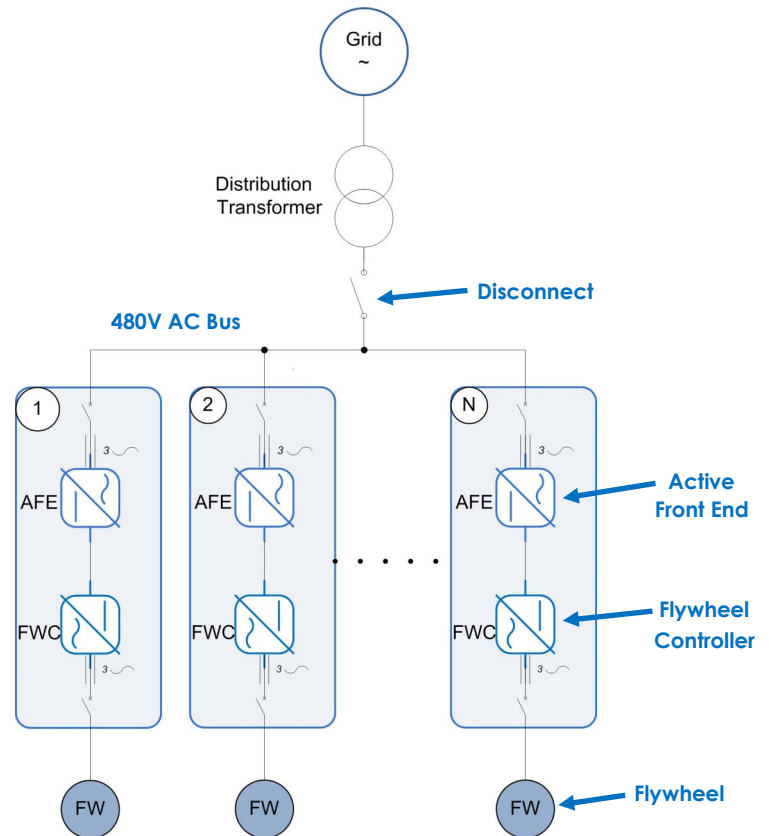 Grid
~
Distribution
Transformer
Disconnect
480V AC Bus
1
2
N
3
3
3
AFE
AFE
AFE
Active
Front End
FWC
FWC
FWC
Flywheel
Controller
3
3
3
FW
FW
FW
Flywheel